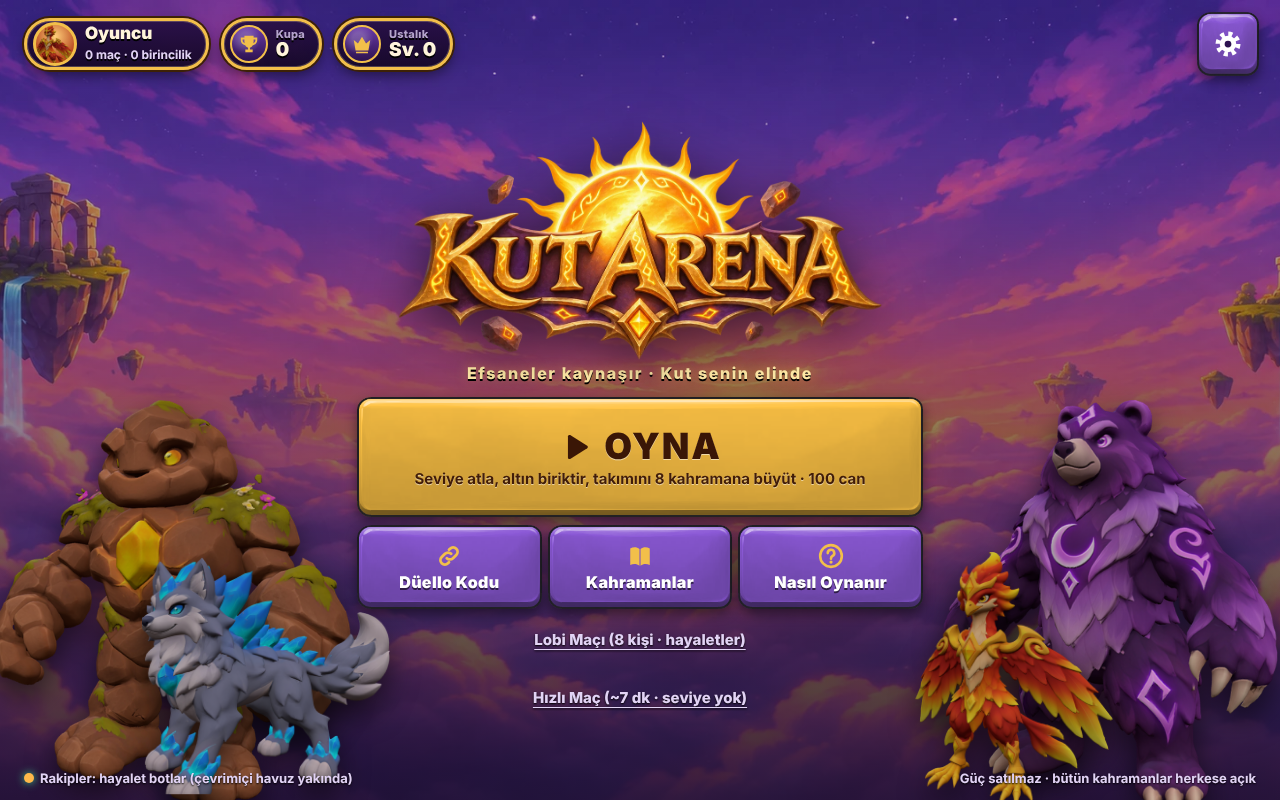 Oyuncu
0 maç · 0 birincilik
Kupa
0
Ustalık
Sv. 0
KUTARENA
Efsaneler kaynaşır · Kut senin elinde
OYNA
Seviye atla, altın biriktir, takımını 8 kahramana büyüt · 100 can
Düello Kodu
Kahramanlar
Nasıl Oynanır
Lobi Maçı (8 kişi · hayaletler)
Hızlı Maç (~7 dk · seviye yok)
Rakipler: hayalet botlar (çevrimiçi havuz yakında)
Güç satılmaz · bütün kahramanlar herkese açık